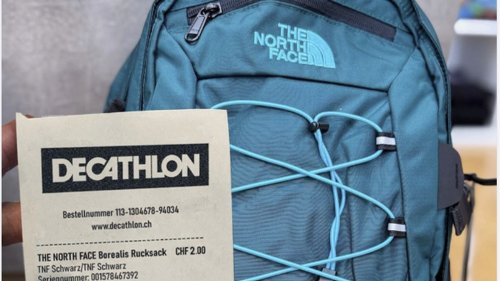 THE
NORTH
FACE
DECATHLON
Bestellnummer 113-1304678-94034
www.decathlon.ch
THE NORTH FACE Borealis Rucksack CHF 2.00
TNF Schwarz/TNF Schwarz
Seriennummer: 001578467392